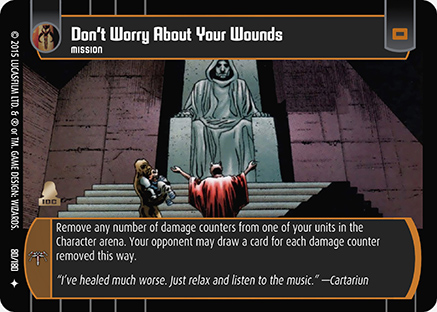 Don't Worry About Your Wounds
MISSION
0
© 2015 LUCASFILM LTD. & ® or TM. GAME DESIGN: WIZARDS.
IDC
Remove any number of damage counters from one of your units in the
Character arena. Your opponent may draw a card for each damage counter
removed this way.
"I've healed much worse. Just relax and listen to the music." —Cartariun